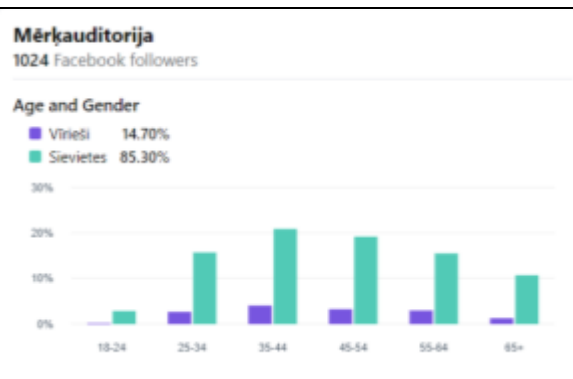 Mērķauditorija
1024 Facebook followers
Age and Gender
Vīrieši 14.70%
Sievietes 85.30%
30%
20%
10%
0%
18-24 25-34 35-44 45-54 55-64 65+